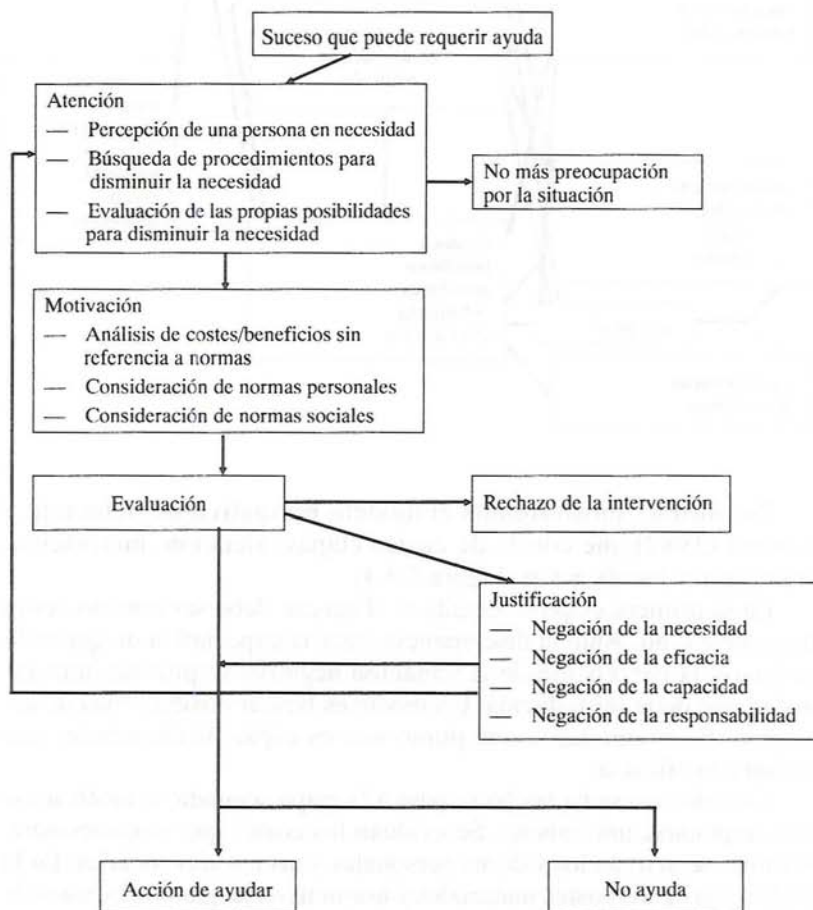 Suceso que puede requerir ayuda
Atención
— Percepción de una persona en necesidad
— Búsqueda de procedimientos para
disminuir la necesidad
— Evaluación de las propias posibilidades
para disminuir la necesidad
No más preocupación
por la situación
Motivación
— Análisis de costes/beneficios sin
referencia a normas
— Consideración de normas personales
— Consideración de normas sociales
Evaluación
Rechazo de la intervención
Justificación
— Negación de la necesidad
— Negación de la eficacia
— Negación de la capacidad
— Negación de la responsabilidad
Acción de ayudar
No ayuda